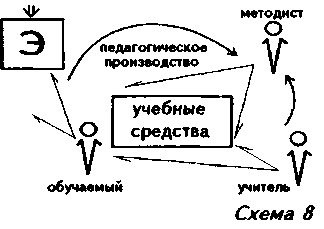 методист
Э
педагогическое
производство
учебные
средства
обучаемый
учитель
Схема 8